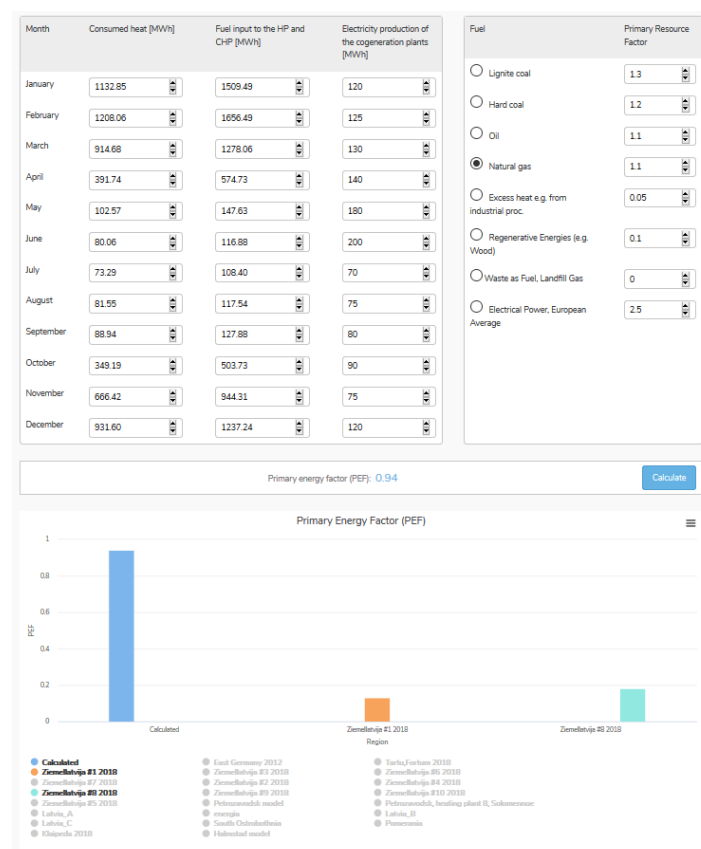 Month Consumed heat [MWh] Fuel input to the HP and CHP [MWh] Electricity production of the cogeneration plants [MWh]
January 1132.85 1509.49 120
February 1208.06 1656.49 125
March 914.68 1278.06 130
April 391.74 574.73 140
May 102.57 147.63 180
June 80.06 116.88 200
July 73.29 108.40 70
August 81.55 117.54 75
September 88.94 127.88 80
October 349.19 503.73 90
November 666.42 944.31 75
December 931.60 1237.24 120
Fuel Primary Resource Factor
Lignite coal 1.3
Hard coal 1.2
Oil 1.1
Natural gas 1.1
Excess heat e.g. from industrial proc. 0.05
Regenerative Energies (e.g. Wood) 0.1
Waste as Fuel, Landfill Gas 0
Electrical Power, European Average 2.5
Primary energy factor (PEF): 0.94 Calculate
Primary Energy Factor (PEF)
PEF
1
0.8
0.6
0.4
0.2
0
Calculated Ziemellatvija #1 2018 Ziemellatvija #8 2018
Region
Calculated East Germany 2012 Tartu,Fortum 2018
Ziemellatvija #1 2018 Ziemellatvija #3 2018 Ziemellatvija #6 2018
Ziemellatvija #7 2018 Ziemellatvija #2 2018 Ziemellatvija #4 2018
Ziemellatvija #8 2018 Ziemellatvija #9 2018 Ziemellatvija #10 2018
Ziemellatvija #5 2018 Petrozavodsk model Petrozavodsk, heating plant B, Solomennoe
Latvia_A energia Latvia_B
Latvia_C South Ostrobothnia Pomerania
Klaipeda 2018 Halmstad model